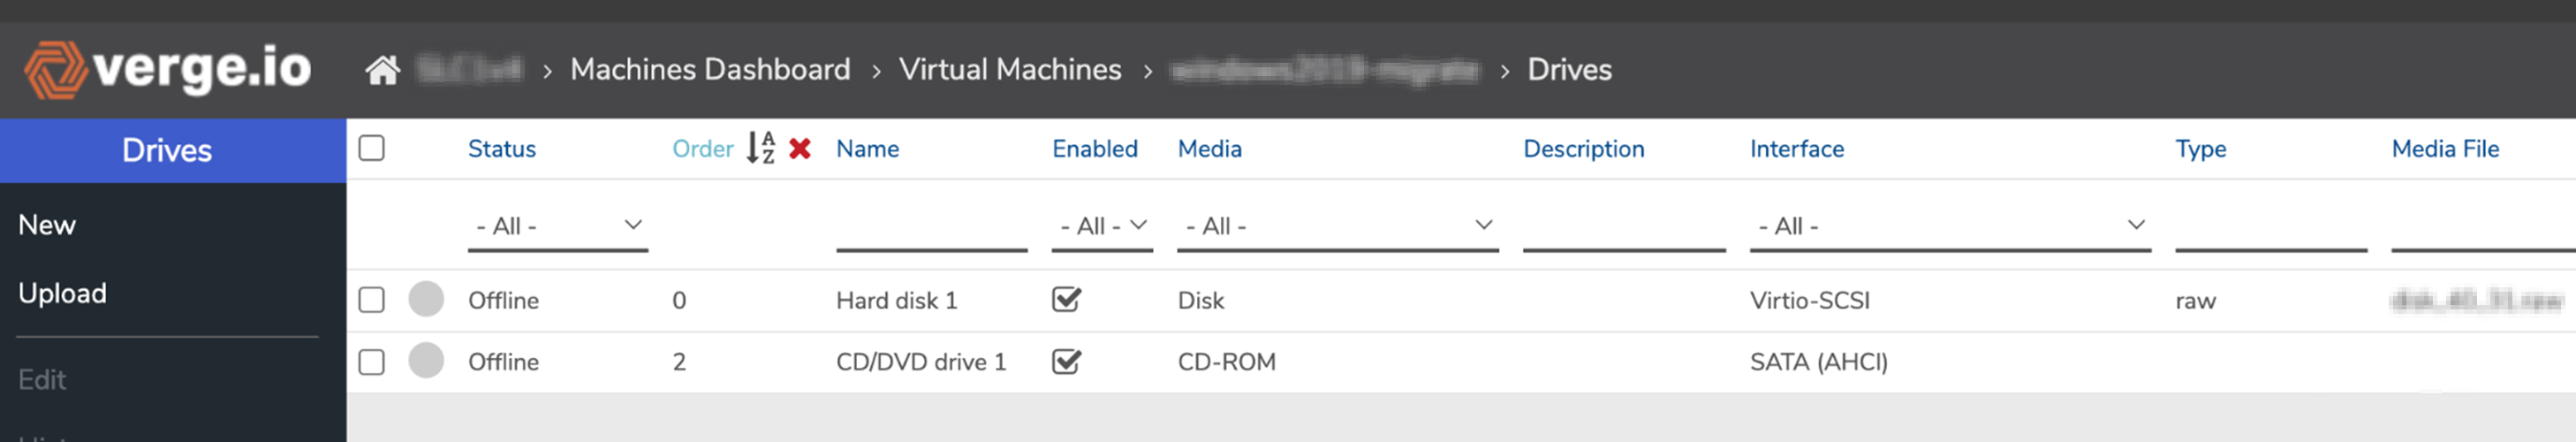 verge.io › Machines Dashboard › Virtual Machines › › Drives
Drives
Status Order Name Enabled Media Description Interface Type Media File
New
- All - - All - - All - - All -
Upload
Offline 0 Hard disk 1 Disk Virtio-SCSI raw
Offline 2 CD/DVD drive 1 CD-ROM SATA (AHCI)
Edit